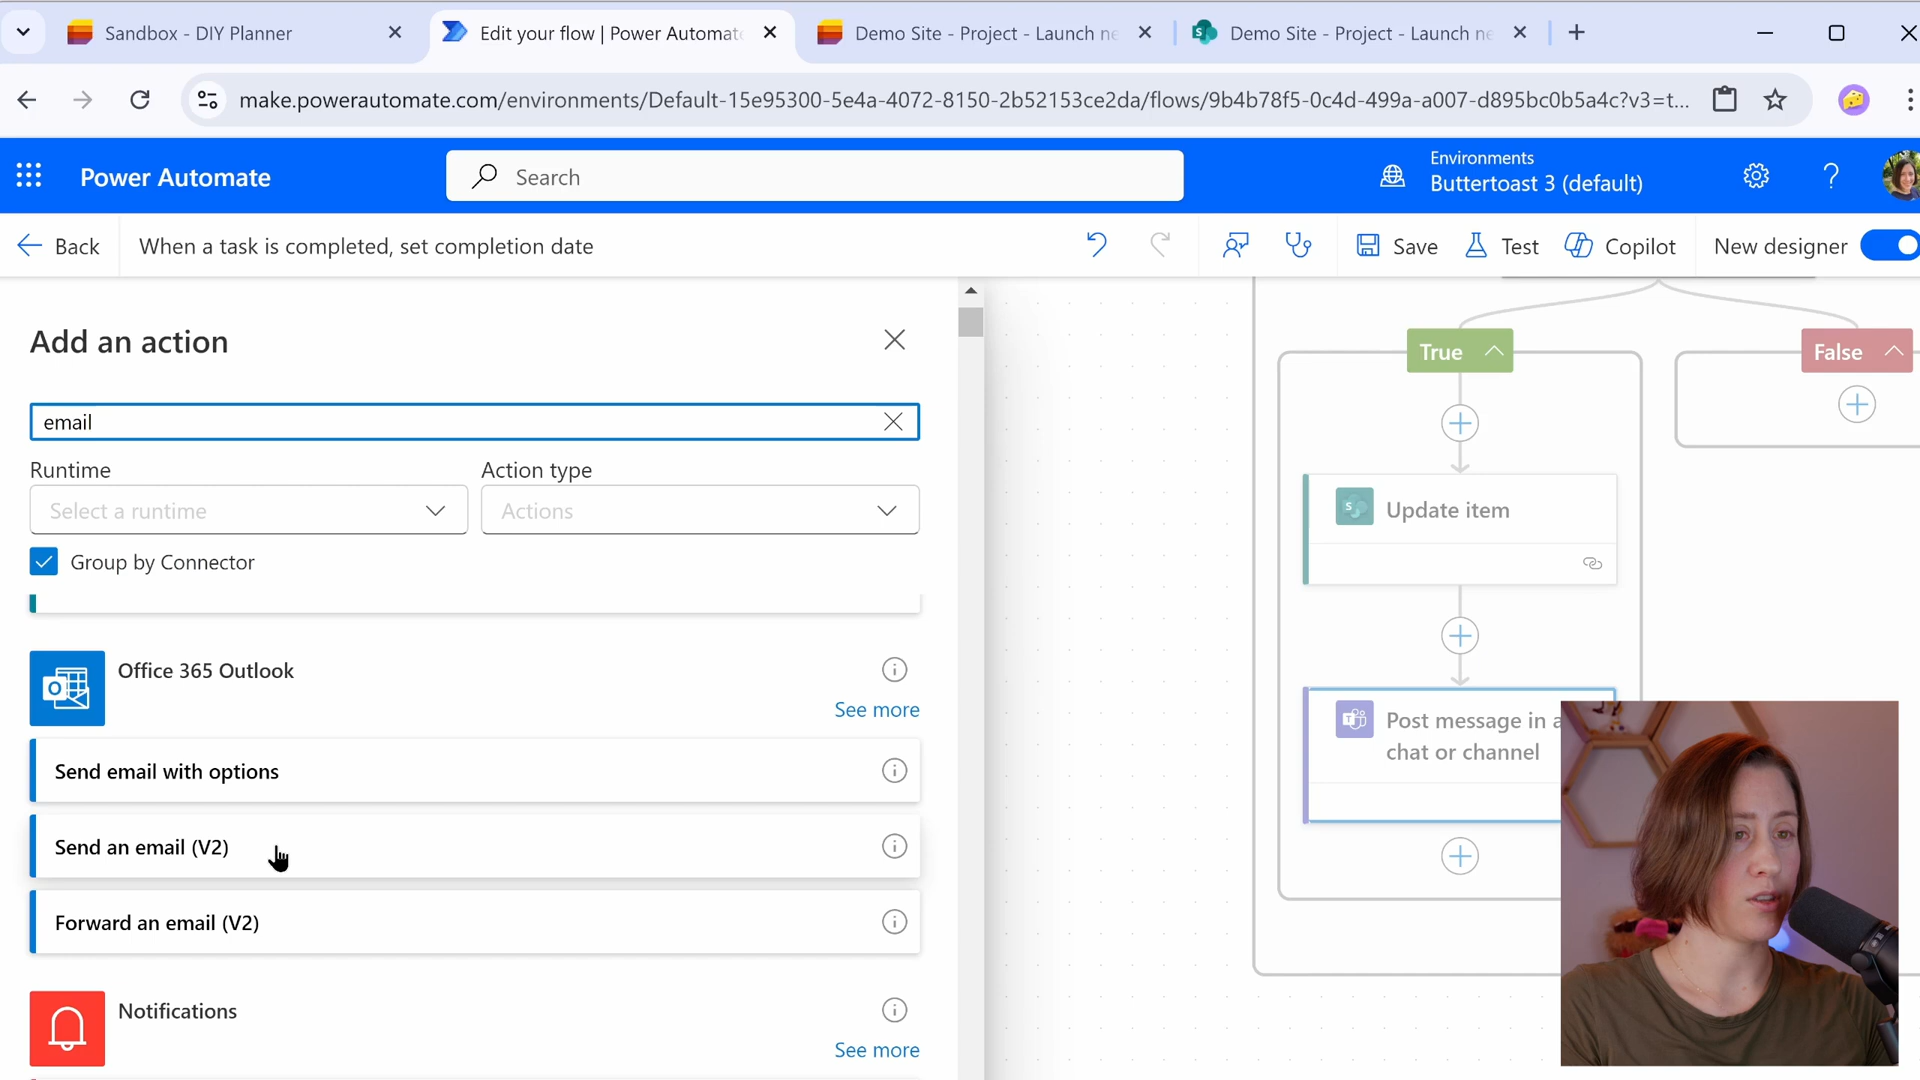 Sandbox - DIY Planner
Edit your flow | Power Automate
Demo Site - Project - Launch ne
Demo Site - Project - Launch ne
make.powerautomate.com/environments/Default-15e95300-5e4a-4072-8150-2b52153ce2da/flows/9b4b78f5-0c4d-499a-a007-d895bc0b5a4c?v3=t...
Power Automate
Search
Environments
Buttertoast 3 (default)
Back
When a task is completed, set completion date
Save
Test
Copilot
New designer
Add an action
email
Runtime
Action type
Select a runtime
Actions
Group by Connector
Office 365 Outlook
See more
Send email with options
Send an email (V2)
Forward an email (V2)
Notifications
See more
True
False
Update item
Post message in a
chat or channel